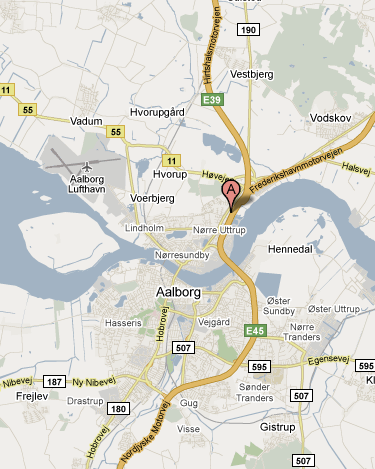 190
Hirtshalsmotorvejen
Vestbjerg
11
E39
55
Hvorupgård
Vodskov
Vadum
55
Frederikshavnmotorvejen
11
Halsvej
Hvorup
Aalborg
Lufthavn
A
Voerbjerg
Lindholm
Nørre Uttrup
Hennedal
Nørresundby
Aalborg
Øster
Sundby
Øster Uttrup
Hasseris
Hobrovej
Vejgård
E45
Nørre
Tranders
507
595
Egensevej
595
Nibevej
187
Ny Nibevej
Frejlev
Drastrup
180
Sønder
Tranders
507
Gug
Hobrovej
Nordjyske Motorvej
Visse
Gistrup